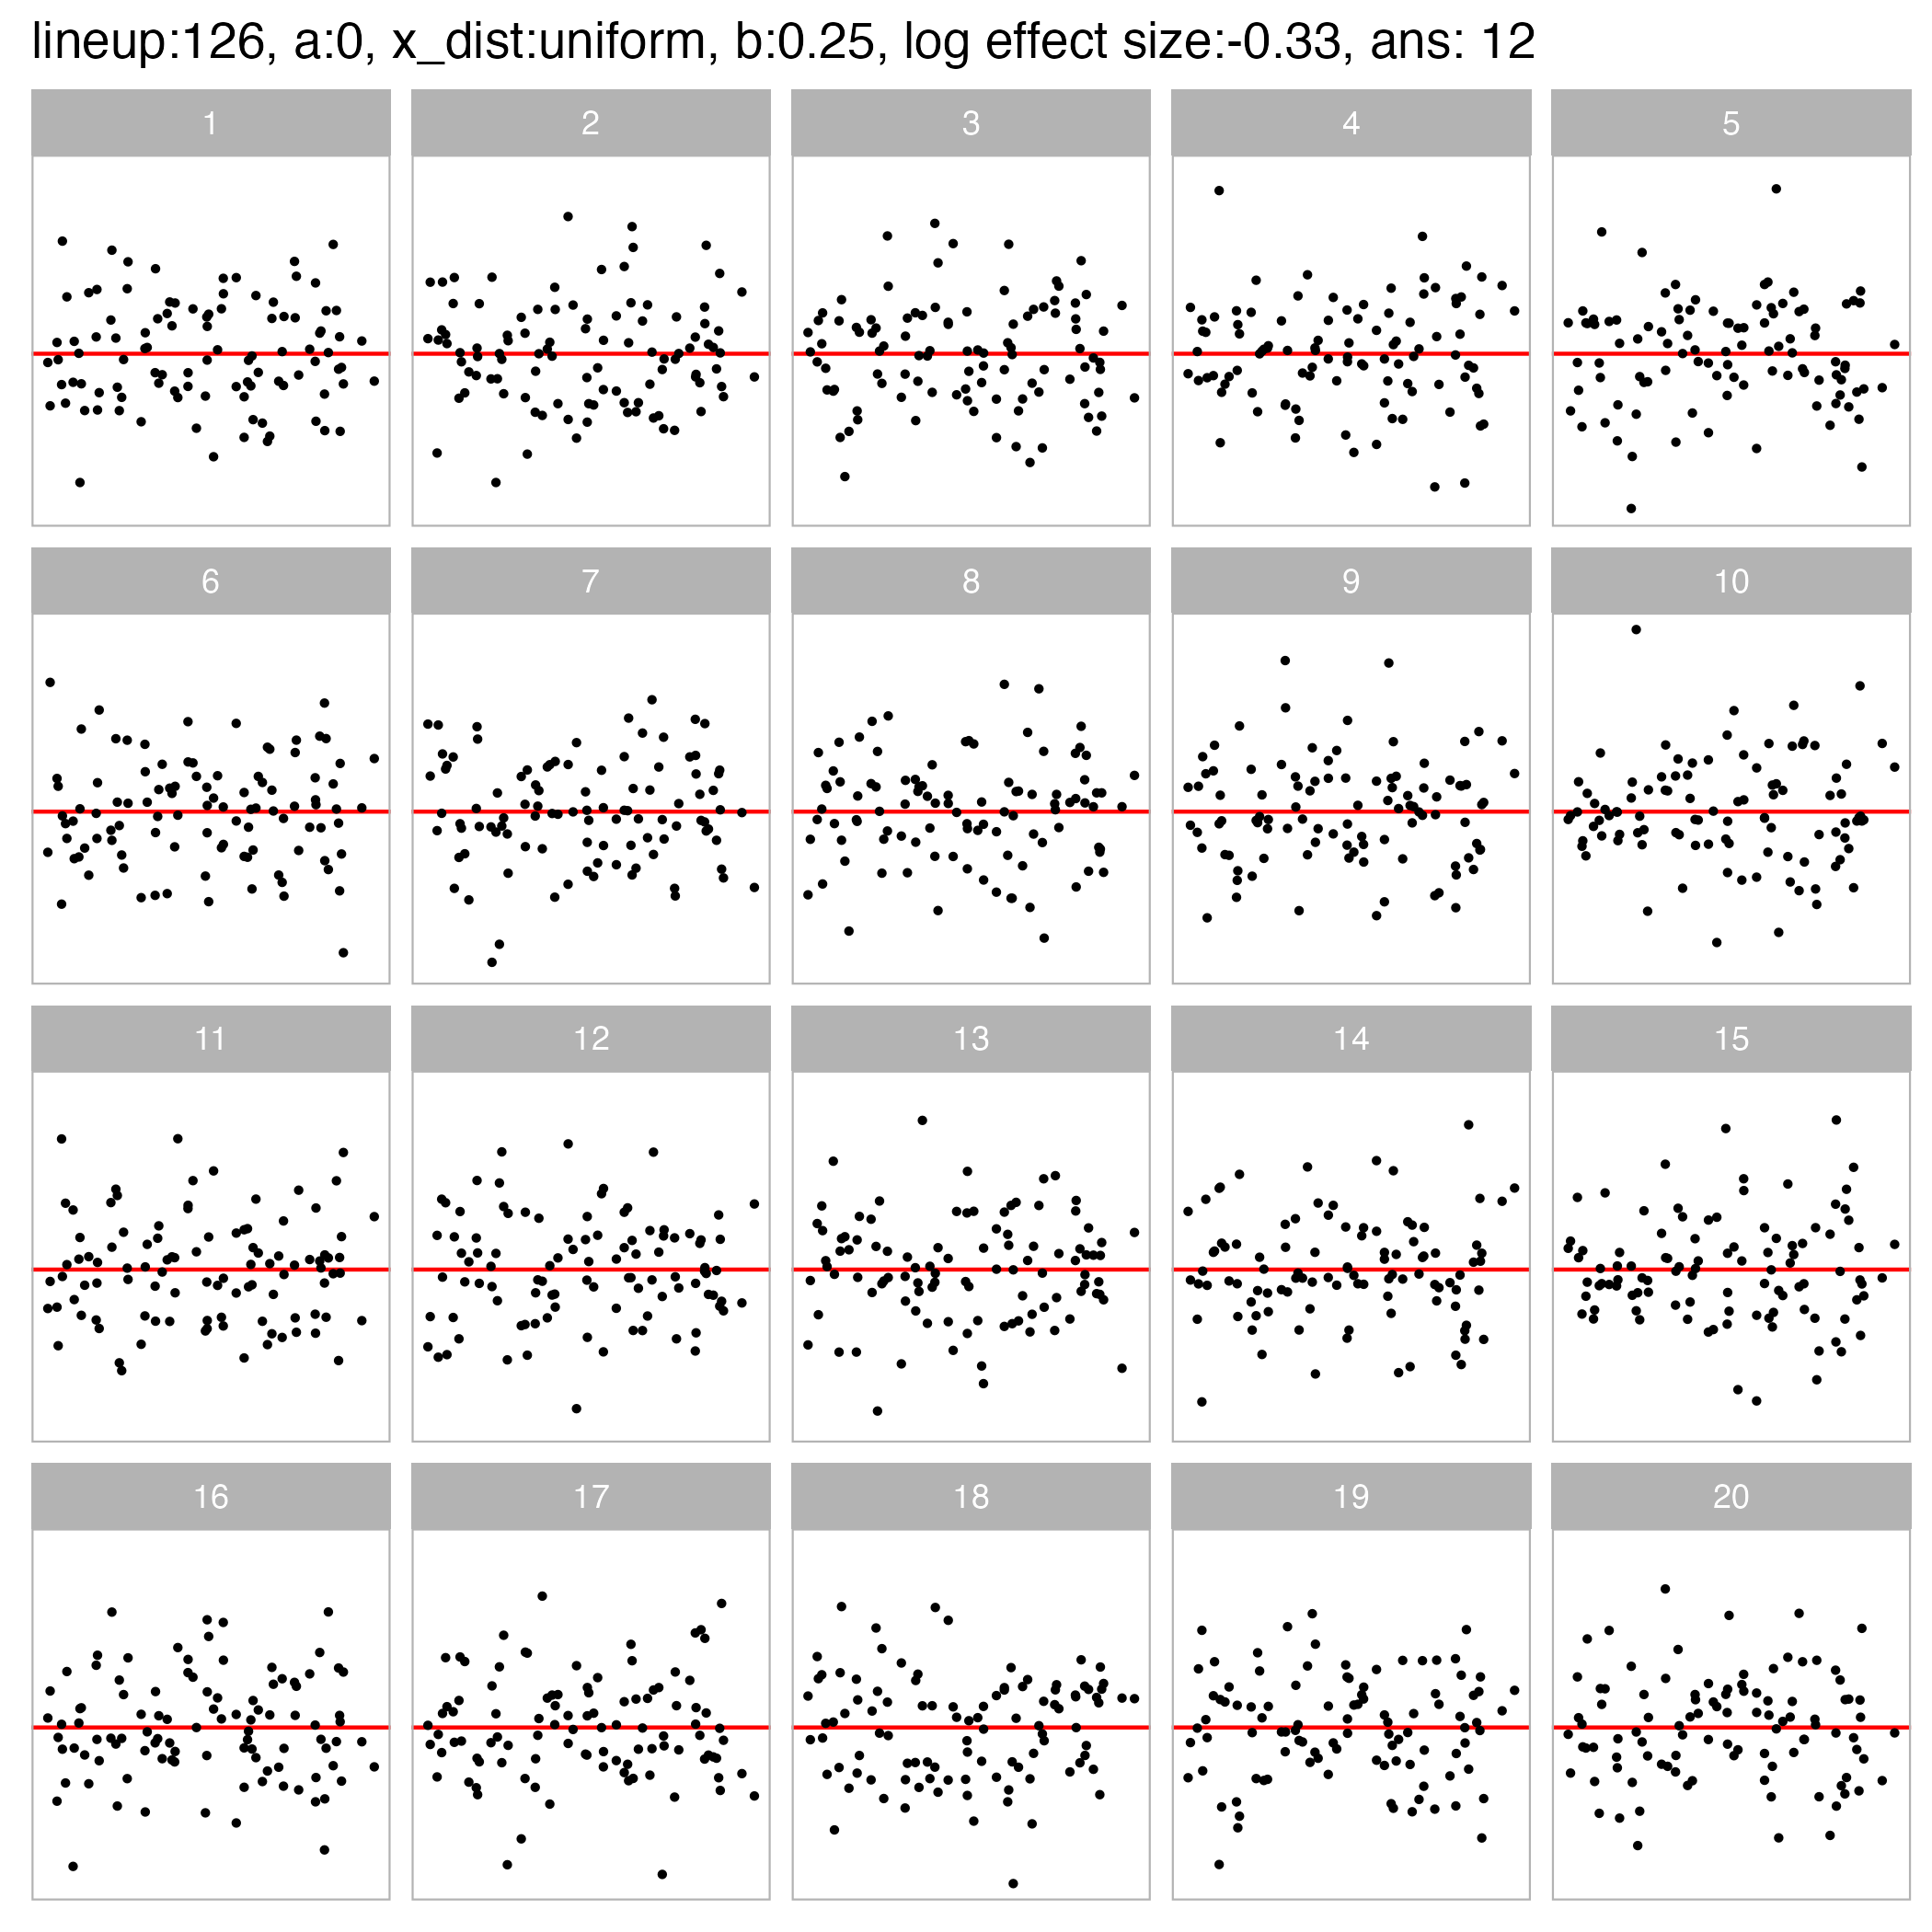 lineup:126, a:0, x_dist:uniform, b:0.25, log effect size:-0.33, ans: 12
1 2 3 4 5
6 7 8 9 10
11 12 13 14 15
16 17 18 19 20